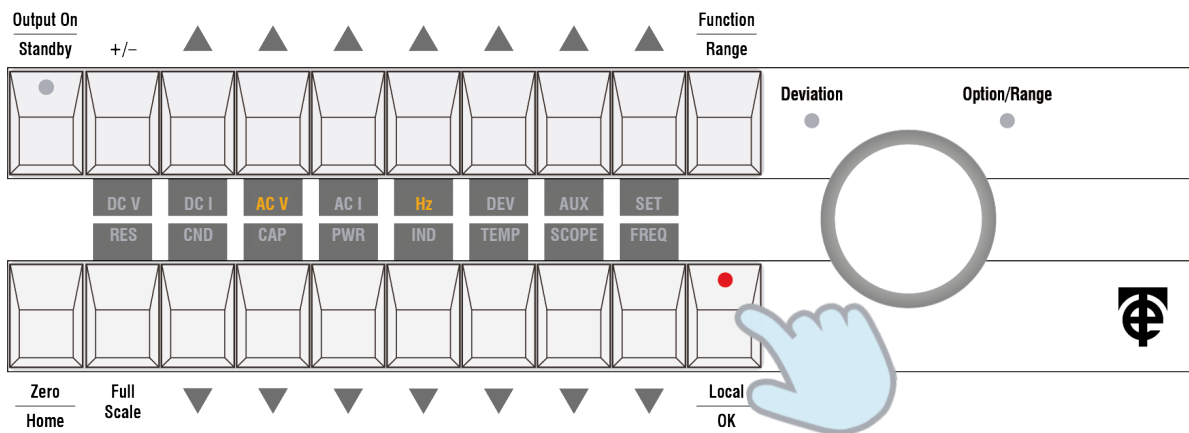 Output On
Standby
+/–
Function
Range
Deviation
Option/Range
DC V DC I AC V AC I Hz DEV AUX SET
RES CND CAP PWR IND TEMP SCOPE FREQ
Zero
Home
Full
Scale
Local
OK